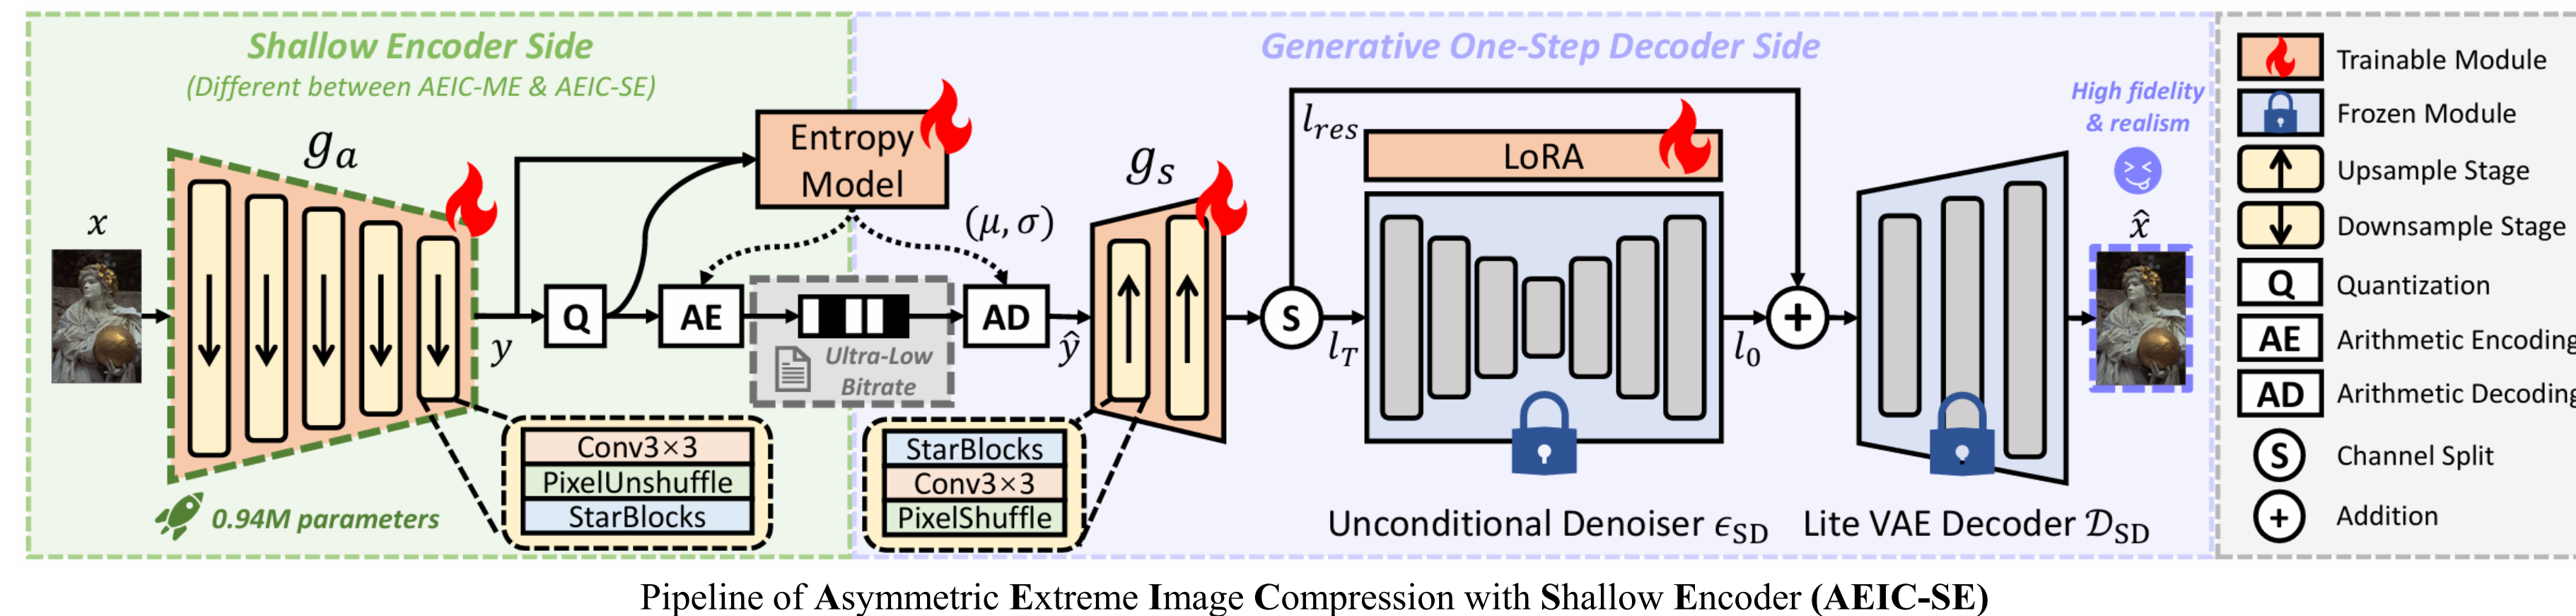 Shallow Encoder Side
(Different between AEIC-ME & AEIC-SE)
x
g_a
0.94M parameters
y
Q
Entropy
Model
AE
Conv3×3
PixelUnshuffle
StarBlocks
Ultra-Low
Bitrate
Generative One-Step Decoder Side
(μ, σ)
AD
ŷ
g_s
StarBlocks
Conv3×3
PixelShuffle
S
l_res
l_T
LoRA
l_0
+
Unconditional Denoiser ϵ_SD
Lite VAE Decoder 𝒟_SD
High fidelity
& realism
x̂
Trainable Module
Frozen Module
Upsample Stage
Downsample Stage
Q Quantization
AE Arithmetic Encoding
AD Arithmetic Decoding
S Channel Split
+ Addition
Pipeline of Asymmetric Extreme Image Compression with Shallow Encoder (AEIC-SE)